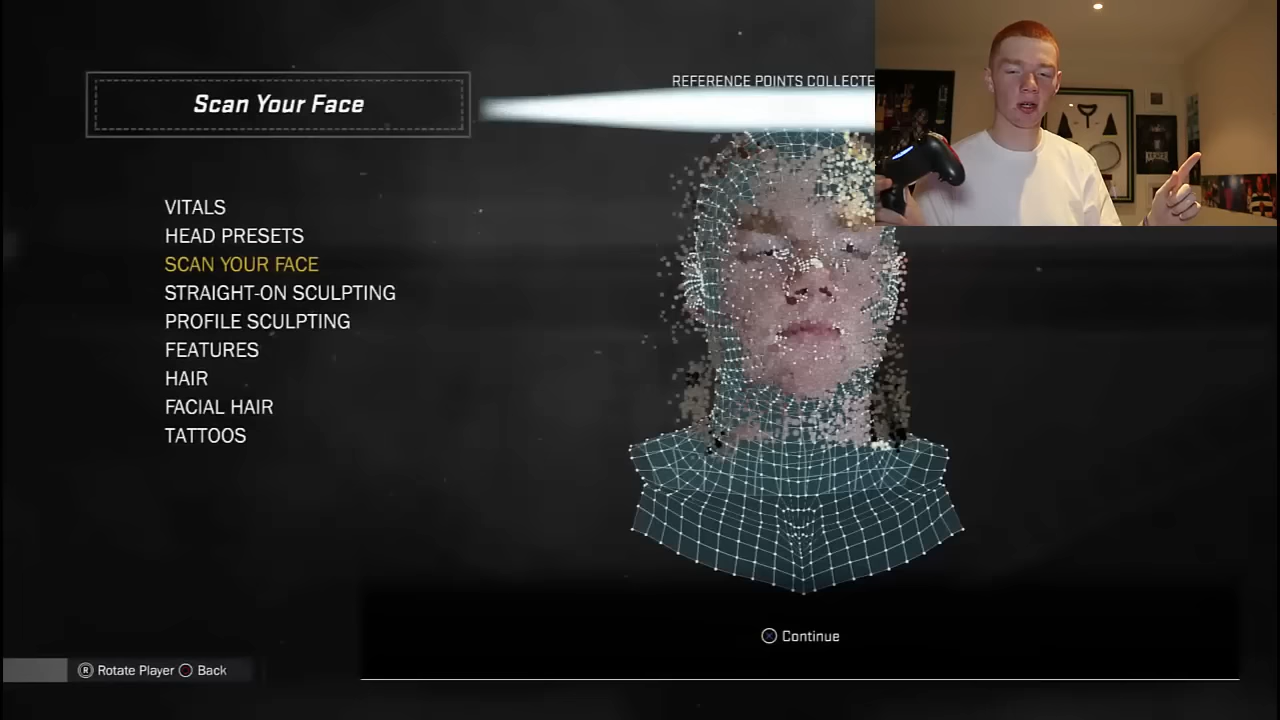 Scan Your Face
REFERENCE POINTS COLLECTE
VITALS
HEAD PRESETS
SCAN YOUR FACE
STRAIGHT-ON SCULPTING
PROFILE SCULPTING
FEATURES
HAIR
FACIAL HAIR
TATTOOS
Continue
R Rotate Player Back